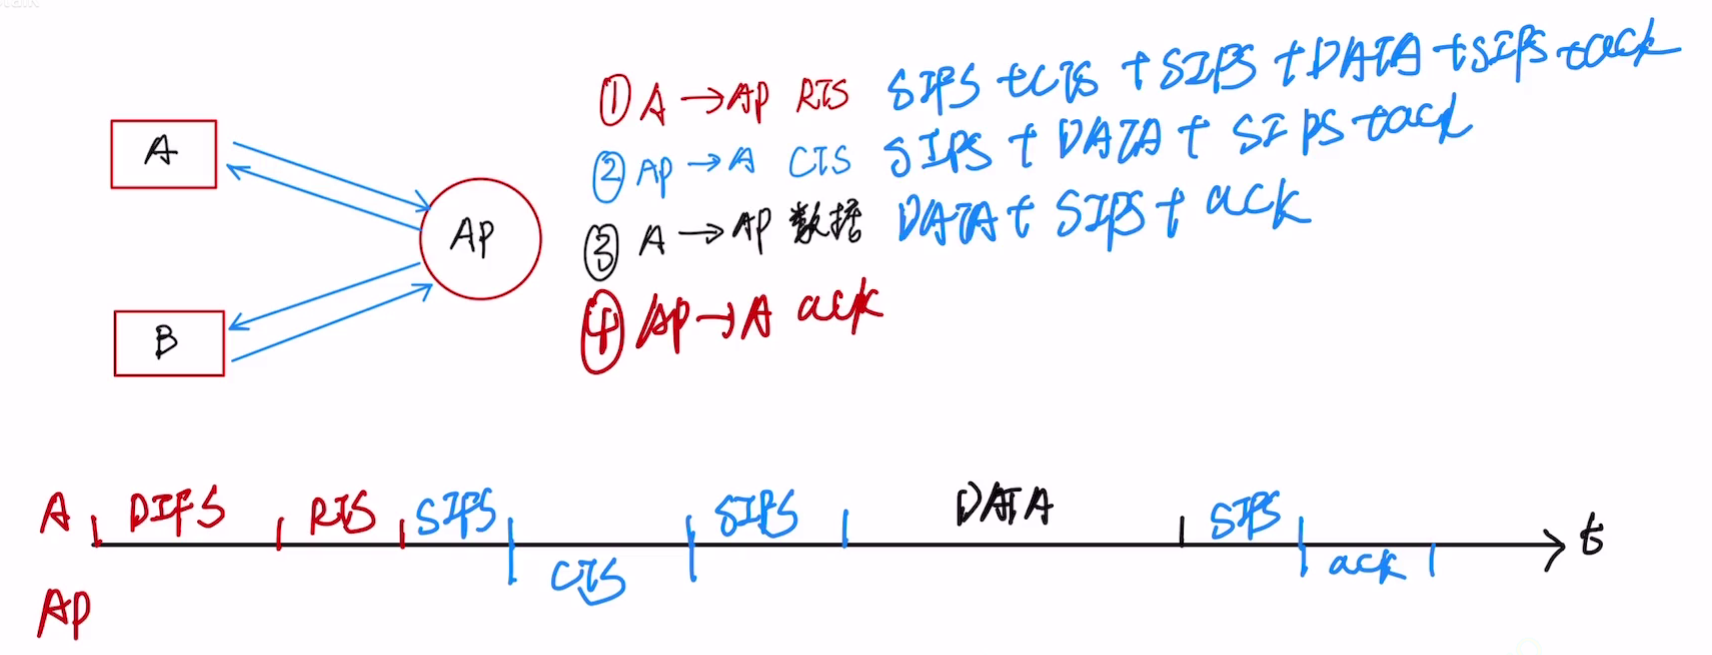 ① A → AP RTS SIFS + CTS + SIFS + DATA + SIFS + ack
② AP → A CTS SIFS + DATA + SIFS + ack
③ A → AP 数据 DATA + SIFS + ack
④ AP → A ack
A
AP
B
A DIFS RTS SIFS SIFS DATA SIFS t
CTS ack
AP